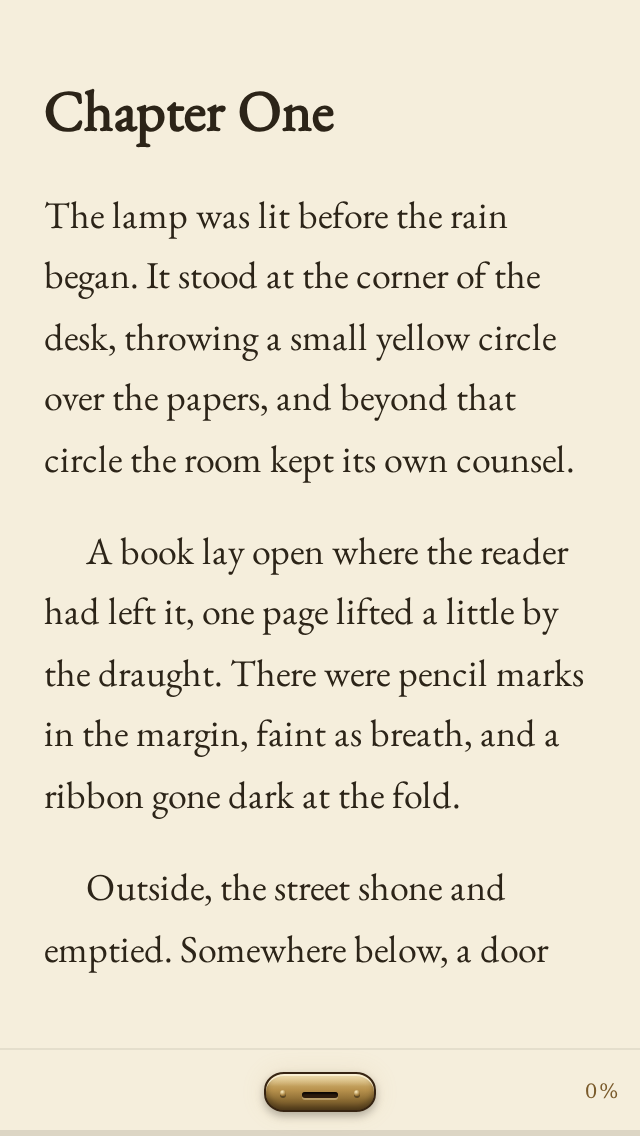 Chapter One
The lamp was lit before the rain
began. It stood at the corner of the
desk, throwing a small yellow circle
over the papers, and beyond that
circle the room kept its own counsel.
A book lay open where the reader
had left it, one page lifted a little by
the draught. There were pencil marks
in the margin, faint as breath, and a
ribbon gone dark at the fold.
Outside, the street shone and
emptied. Somewhere below, a door
0%